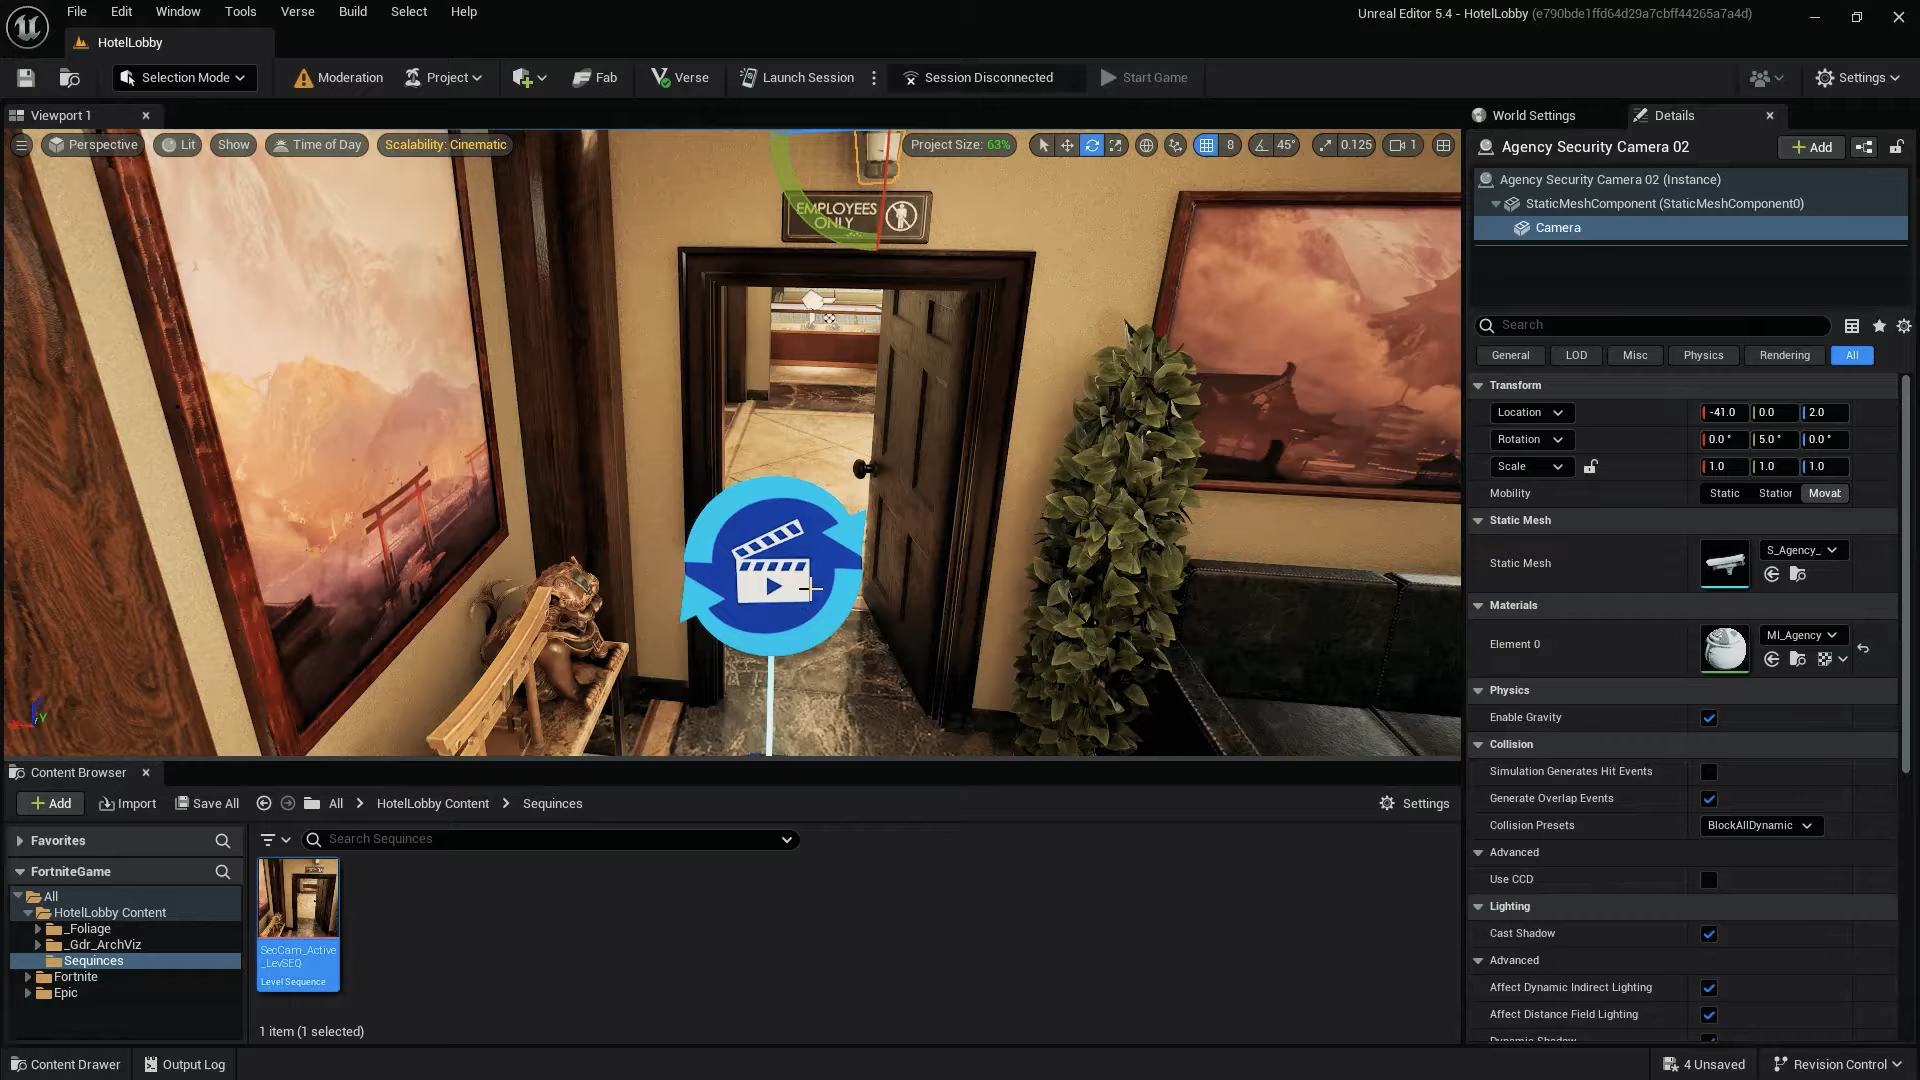 File Edit Window Tools Verse Build Select Help
Unreal Editor 5.4 - HotelLobby (e790bde1ffd64d29a7cbff44265a7a4d)
HotelLobby
Selection Mode
Moderation
Project
Fab
Verse
Launch Session
Session Disconnected
Start Game
Settings
Viewport 1
World Settings
Details
Perspective
Lit
Show
Time of Day
Scalability: Cinematic
Project Size: 63%
8
45°
0.125
1
Agency Security Camera 02
Add
Agency Security Camera 02 (Instance)
StaticMeshComponent (StaticMeshComponent0)
Camera
EMPLOYEES
ONLY
Search
General LOD Misc Physics Rendering All
Transform
Location -41.0 0.0 2.0
Rotation 0.0 ° 5.0 ° 0.0 °
Scale 1.0 1.0 1.0
Mobility Static Station Movab
Static Mesh
Static Mesh S_Agency_
Materials
Element 0 MI_Agency
Physics
Enable Gravity
Collision
Simulation Generates Hit Events
Generate Overlap Events
Collision Presets BlockAllDynamic
Advanced
Use CCD
Lighting
Cast Shadow
Advanced
Affect Dynamic Indirect Lighting
Affect Distance Field Lighting
Dynamic Shadow
Content Browser
Add
Import
Save All
All
HotelLobby Content
Sequinces
Settings
Favorites
Search Sequinces
FortniteGame
All
HotelLobby Content
_Foliage
_Gdr_ArchViz
Sequinces
Fortnite
Epic
SecCam_Active
_LevSEQ
Level Sequence
1 item (1 selected)
Content Drawer
Output Log
4 Unsaved
Revision Control